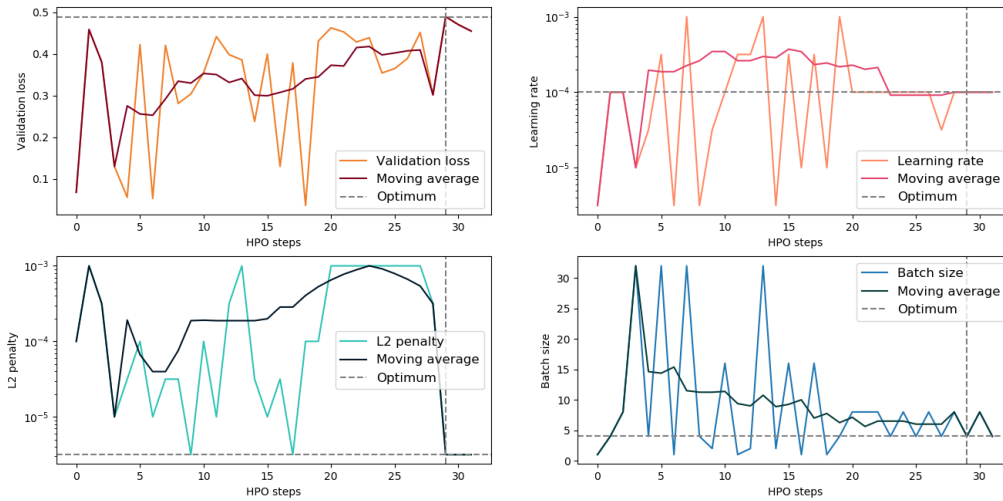 Validation loss
0.5
0.4
0.3
0.2
0.1
0
5
10
15
20
25
30
HPO steps
Validation loss
Moving average
Optimum
Learning rate
10⁻³
10⁻⁴
10⁻⁵
0
5
10
15
20
25
30
HPO steps
Learning rate
Moving average
Optimum
L2 penalty
10⁻³
10⁻⁴
10⁻⁵
0
5
10
15
20
25
30
HPO steps
L2 penalty
Moving average
Optimum
Batch size
30
25
20
15
10
5
0
0
5
10
15
20
25
30
HPO steps
Batch size
Moving average
Optimum